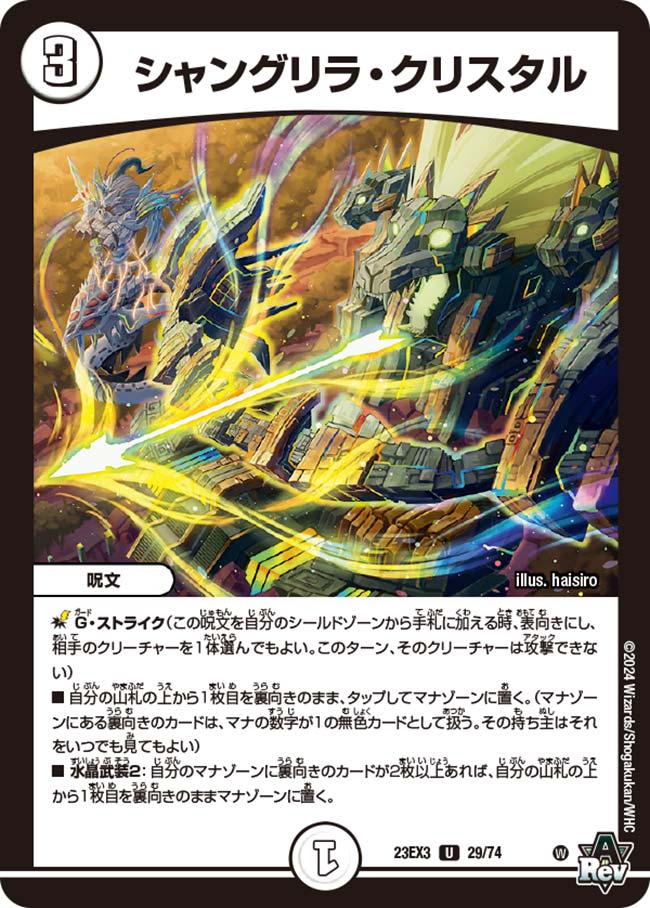 3
シャングリラ・クリスタル
呪文
illus. haisiro
G・ストライク(この呪文を自分のシールドゾーンから手札に加える時、表向きにし、
相手のクリーチャーを1体選んでもよい。このターン、そのクリーチャーは攻撃できな
い)
■ 自分の山札の上から1枚目を裏向きのまま、タップしてマナゾーンに置く。(マナゾー
ンにある裏向きのカードは、マナの数字が1の無色カードとして扱う。その持ち主はそれ
をいつでも見てもよい)
■ 水晶武装2:自分のマナゾーンに裏向きのカードが2枚以上あれば、自分の山札の上
から1枚目を裏向きのままマナゾーンに置く。
©2024 Wizards/Shogakukan/WHC
1
23EX3 U 29/74
W
A
Rev